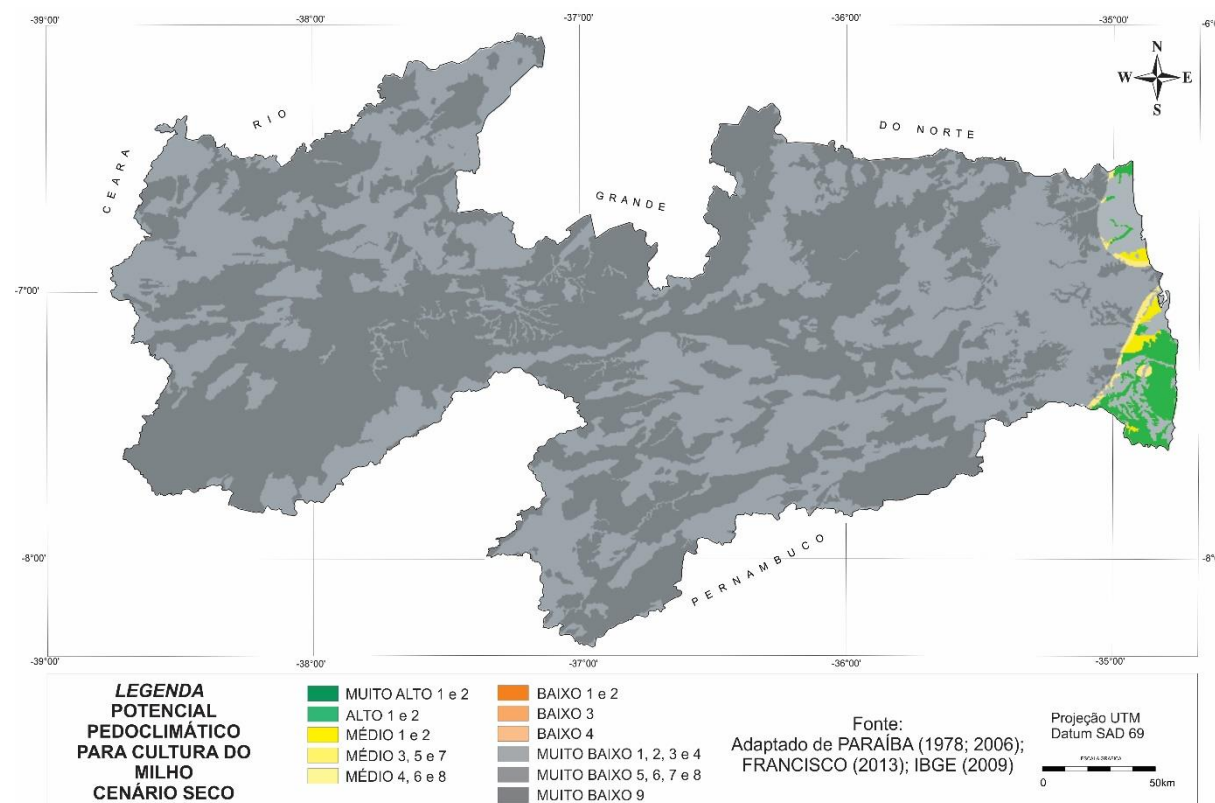 -39°00'
-38°00'
-37°00'
-36°00'
-35°00'
N
W E
S
RIO
DO NORTE
CEARA
GRANDE
-7°00'
-8°00'
-8°
PERNAMBUCO
-39°00'
-38°00'
-37°00'
-36°00'
-35°00'
LEGENDA
POTENCIAL
PEDOCLIMÁTICO
PARA CULTURA DO
MILHO
CENÁRIO SECO
MUITO ALTO 1 e 2
ALTO 1 e 2
MÉDIO 1 e 2
MÉDIO 3, 5 e 7
MÉDIO 4, 6 e 8
BAIXO 1 e 2
BAIXO 3
BAIXO 4
MUITO BAIXO 1, 2, 3 e 4
MUITO BAIXO 5, 6, 7 e 8
MUITO BAIXO 9
Fonte:
Adaptado de PARAÍBA (1978; 2006);
FRANCISCO (2013); IBGE (2009)
Projeção UTM
Datum SAD 69
ESCALA GRÁFICA
0 50km